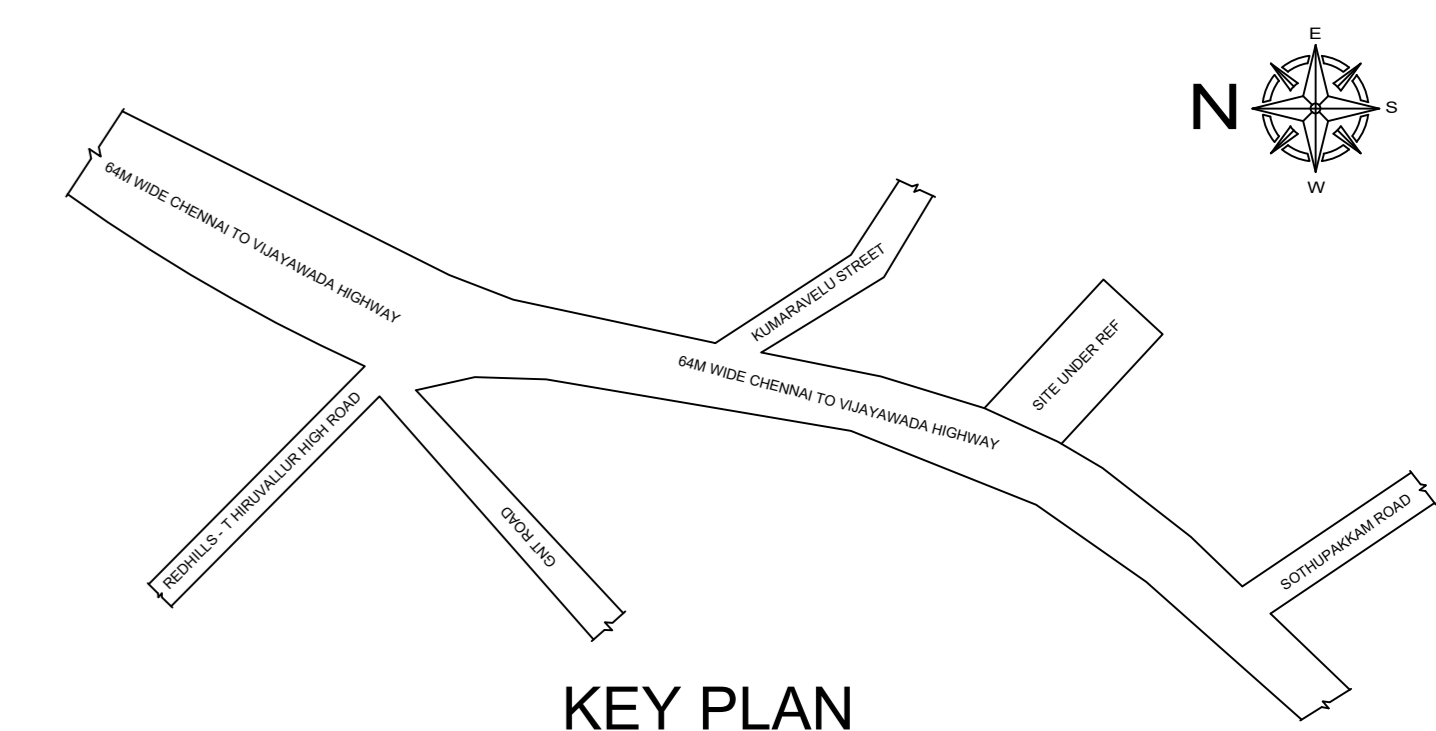 E
N
S
W
64M WIDE CHENNAI TO VIJAYAWADA HIGHWAY
KUMARAVELU STREET
64M WIDE CHENNAI TO VIJAYAWADA HIGHWAY
SITE UNDER REF
REDHILLS - T HIRUVALLUR HIGH ROAD
GNT ROAD
SOTHUPAKKAM ROAD
KEY PLAN